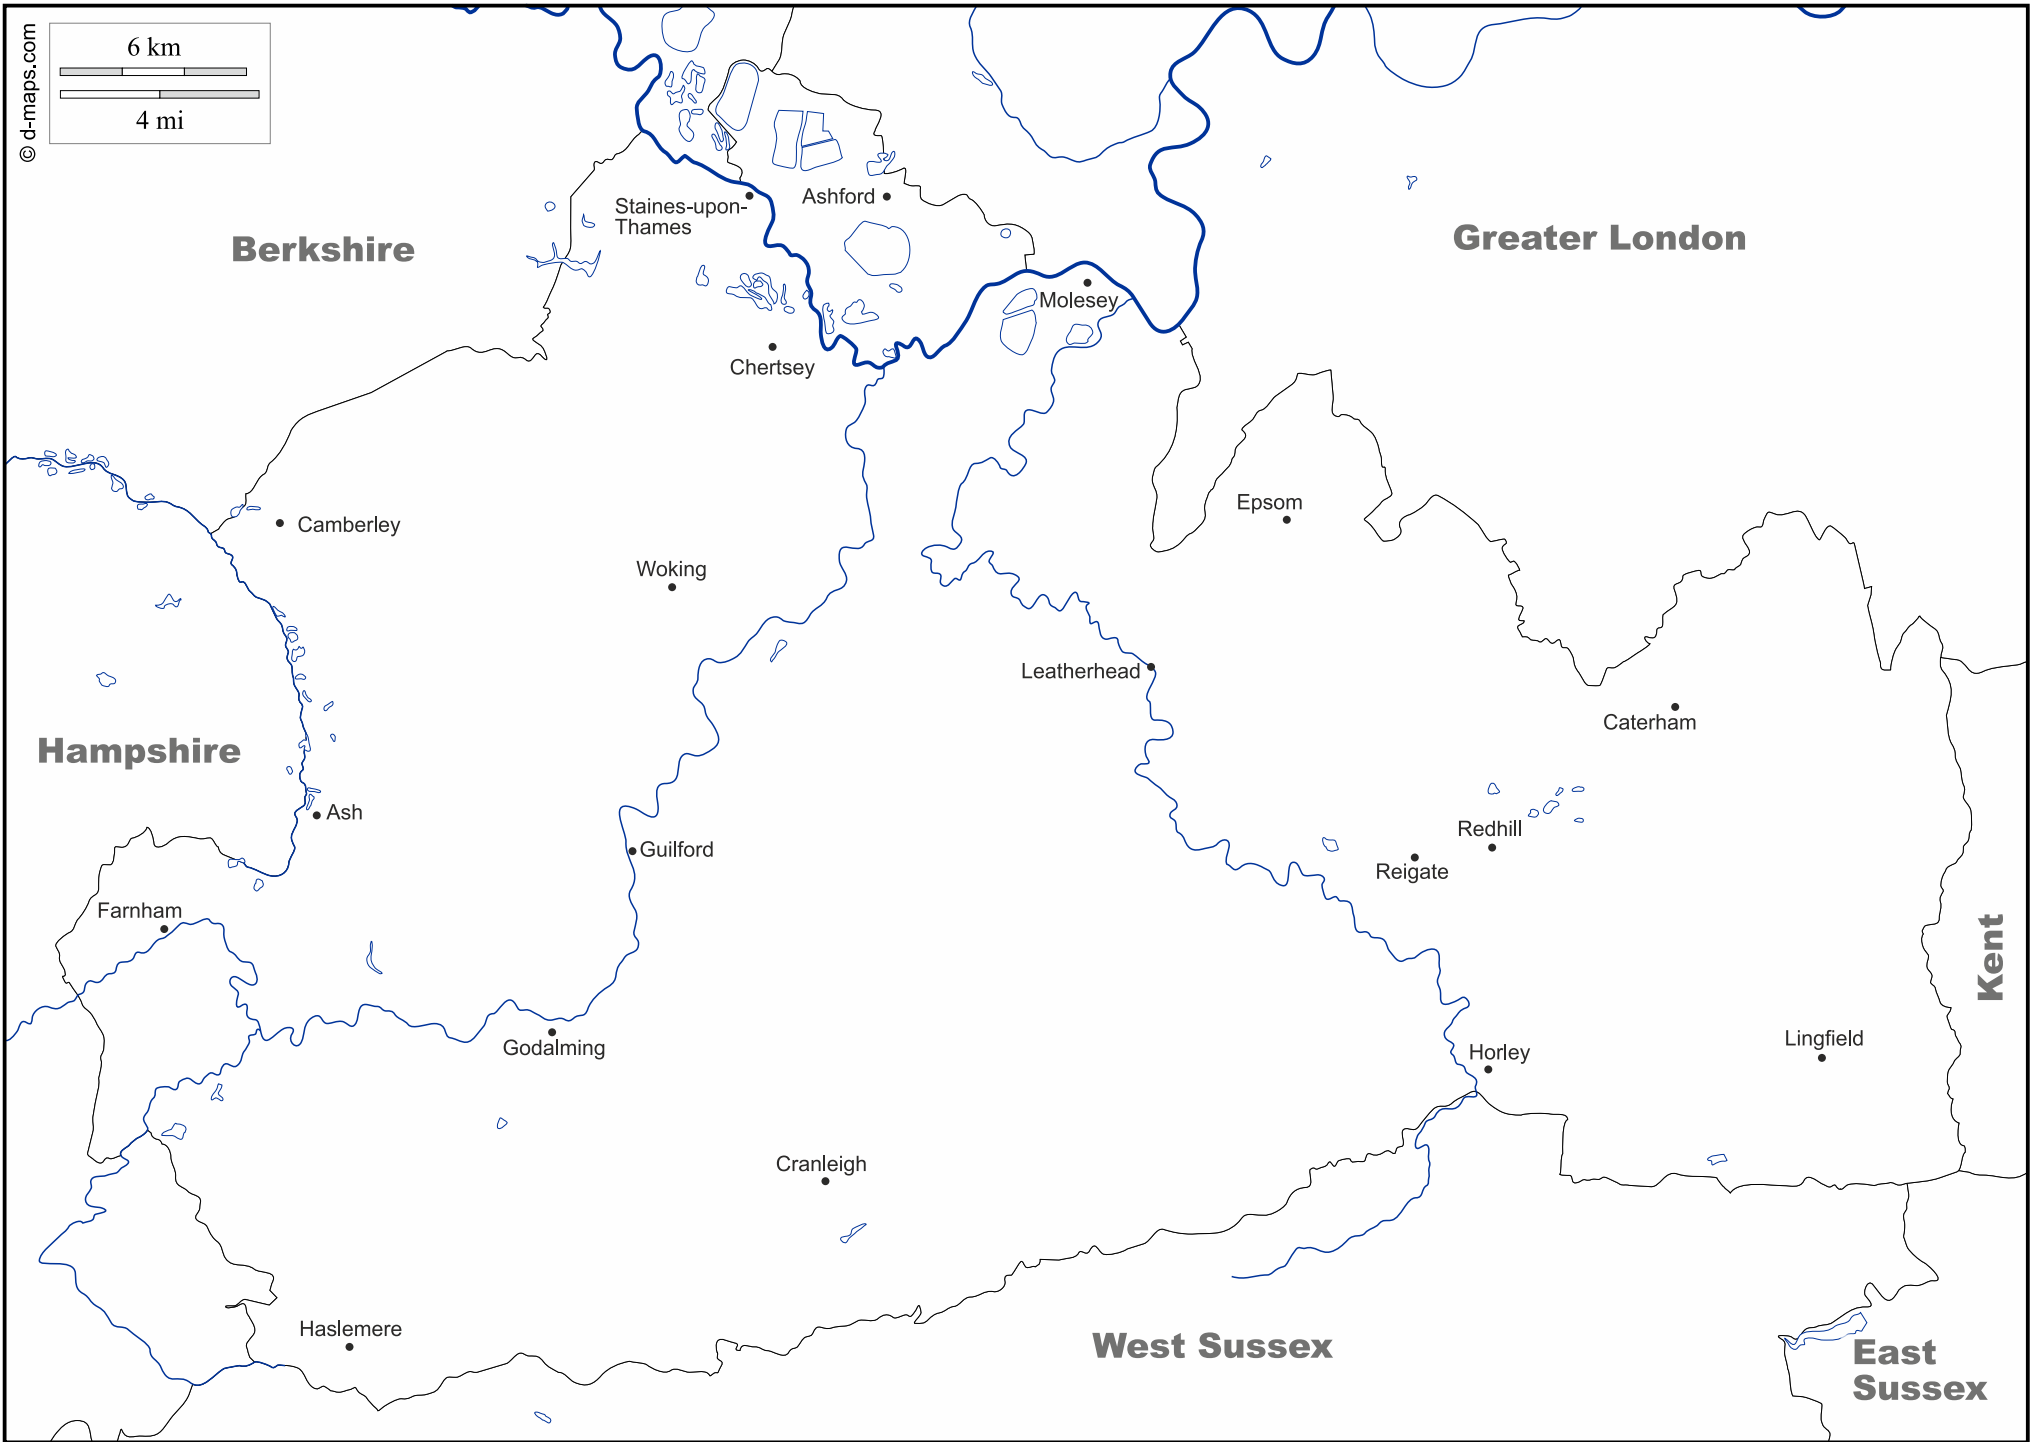 6 km
4 mi
© d-maps.com
Staines-upon-
Thames
Ashford
Berkshire
Greater London
Molesey
Chertsey
Epsom
Camberley
Woking
Leatherhead
Caterham
Hampshire
Ash
Redhill
Guilford
Reigate
Farnham
Kent
Lingfield
Godalming
Horley
Cranleigh
Haslemere
West Sussex
East
Sussex